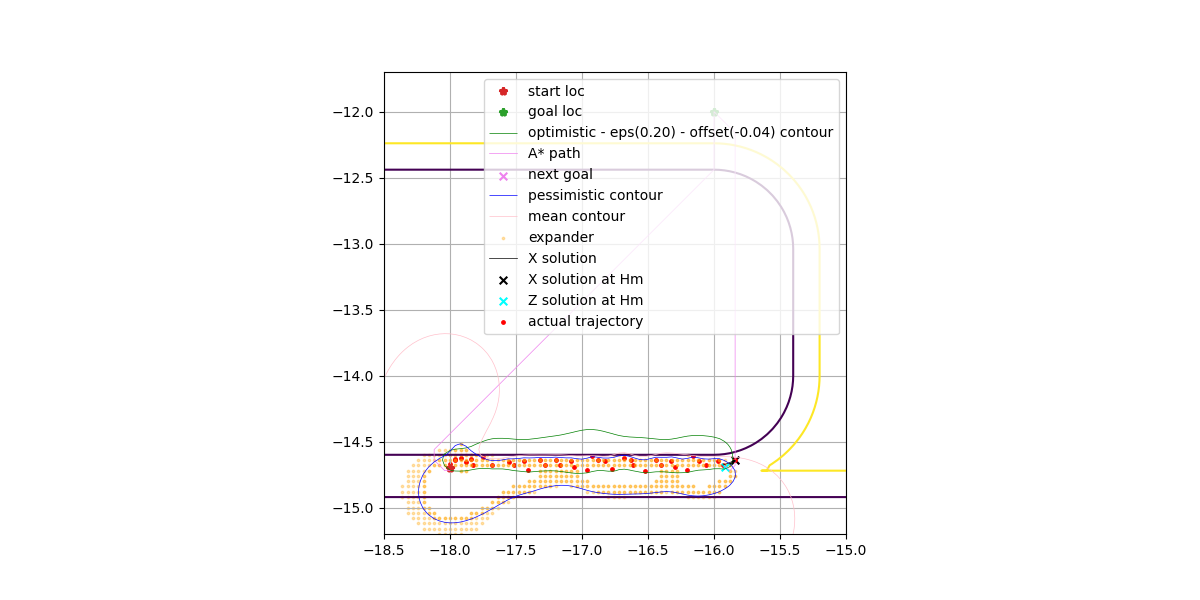 start loc
goal loc
optimistic - eps(0.20) - offset(-0.04) contour
A* path
next goal
pessimistic contour
mean contour
expander
X solution
X solution at Hm
Z solution at Hm
actual trajectory
−12.0
−12.5
−13.0
−13.5
−14.0
−14.5
−15.0
−18.5 −18.0 −17.5 −17.0 −16.5 −16.0 −15.5 −15.0